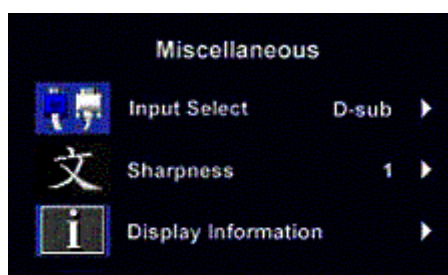 Miscellaneous
Input Select D-sub
文 Sharpness 1
i Display Information